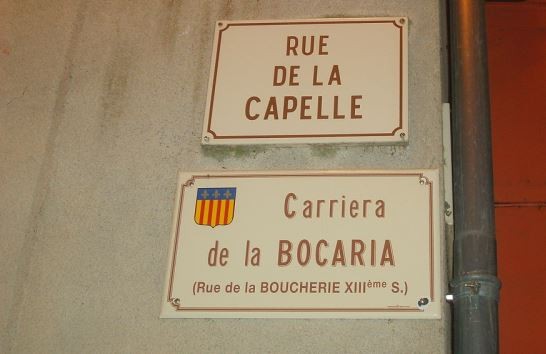 RUE
DE LA
CAPELLE
Carriera
de la BOCARIA
(Rue de la BOUCHERIE XIIIème S.)